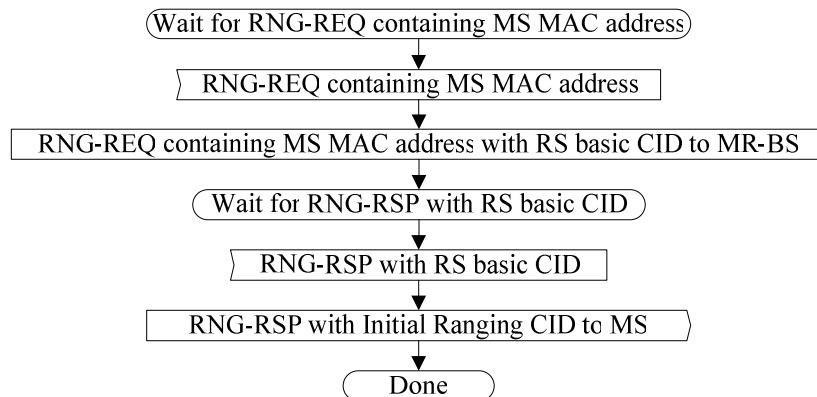 Wait for RNG-REQ containing MS MAC address
RNG-REQ containing MS MAC address
RNG-REQ containing MS MAC address with RS basic CID to MR-BS
Wait for RNG-RSP with RS basic CID
RNG-RSP with RS basic CID
RNG-RSP with Initial Ranging CID to MS
Done